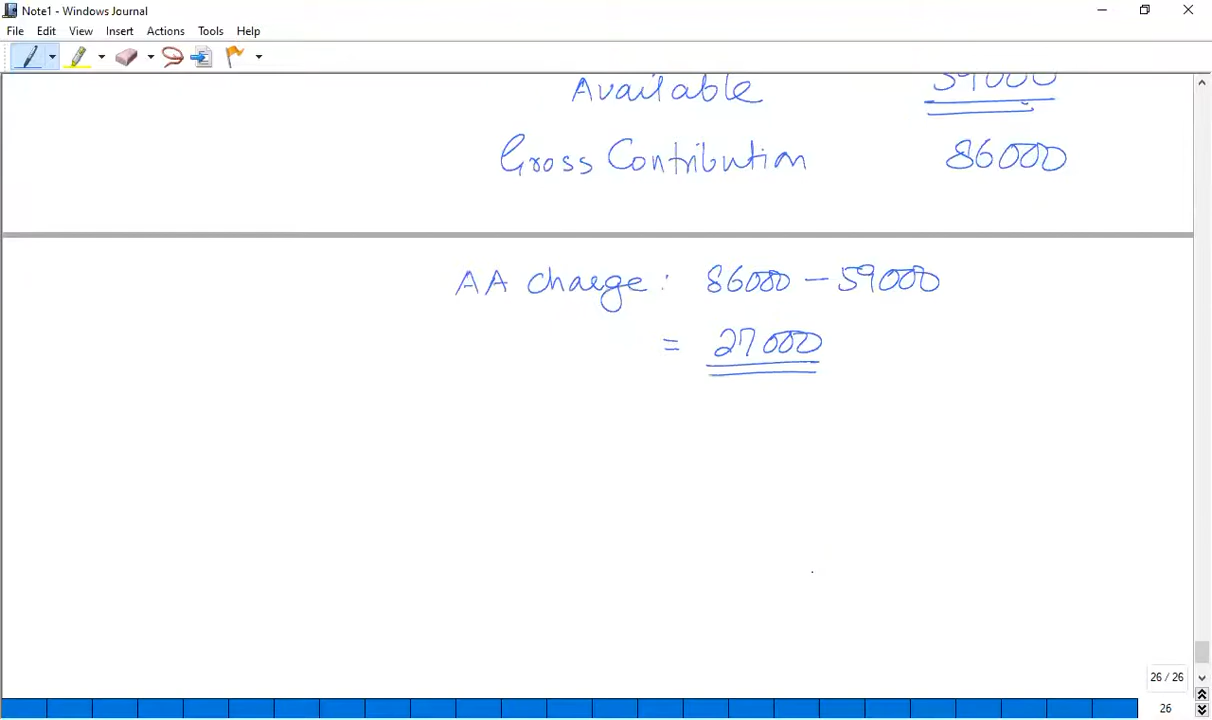 Note1 - Windows Journal
File Edit View Insert Actions Tools Help
Available 59000
Gross Contribution 86000
AA charge : 86000 - 59000
= 27000
26 / 26
26